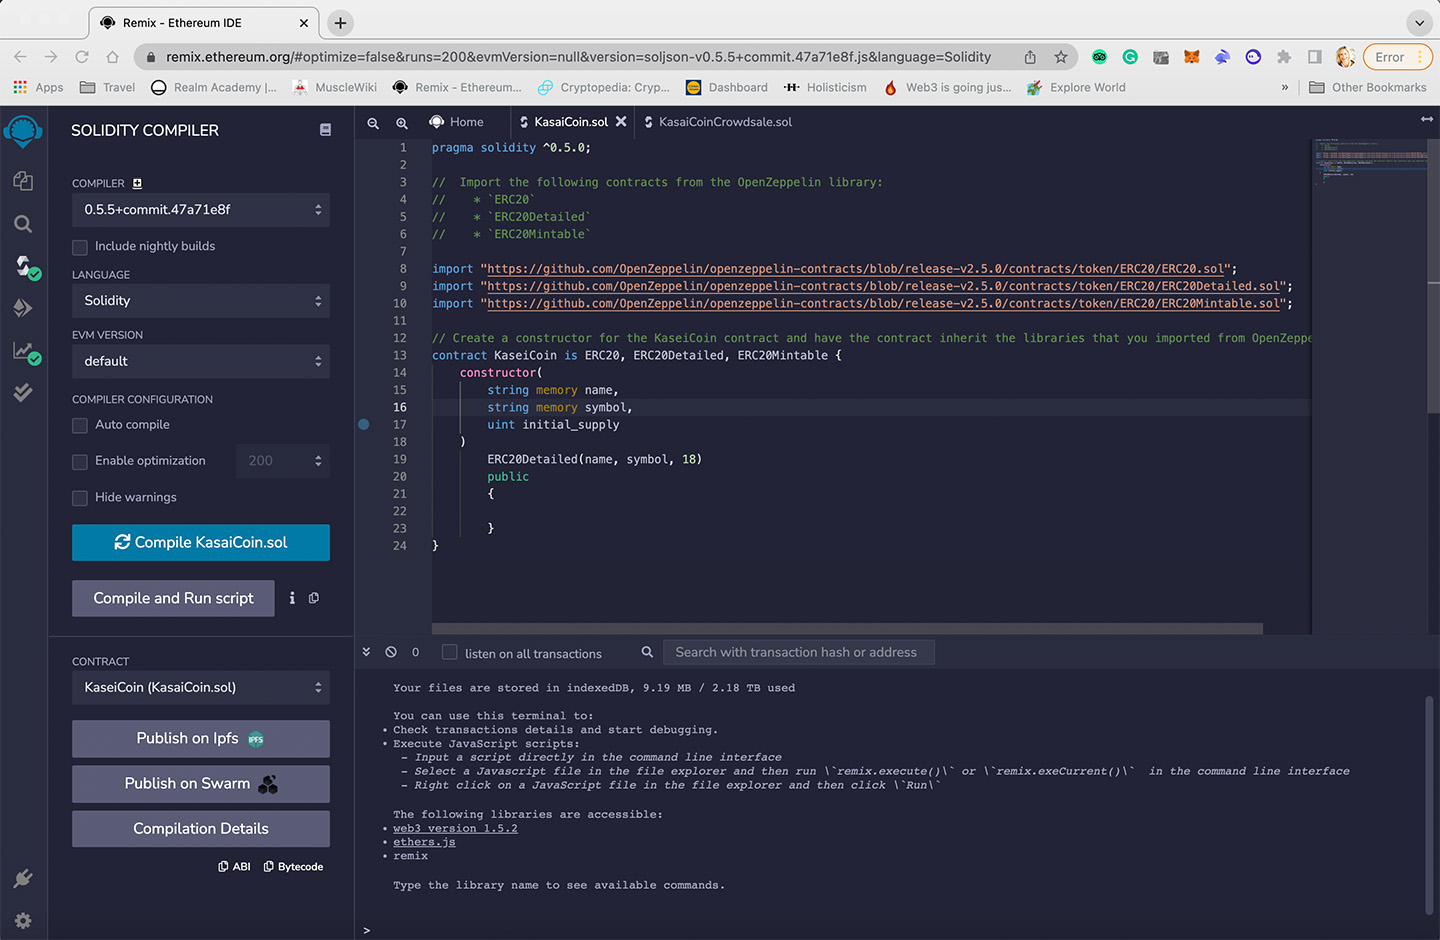 Remix - Ethereum IDE
remix.ethereum.org/#optimize=false&runs=200&evmVersion=null&version=soljson-v0.5.5+commit.47a71e8f.js&language=Solidity
Error
Apps
Travel
Realm Academy |...
MuscleWiki
Remix - Ethereum...
Cryptopedia: Cryp...
Dashboard
Holisticism
Web3 is going jus...
Explore World
»
Other Bookmarks
SOLIDITY COMPILER
COMPILER
0.5.5+commit.47a71e8f
Include nightly builds
LANGUAGE
Solidity
EVM VERSION
default
COMPILER CONFIGURATION
Auto compile
Enable optimization
200
Hide warnings
Compile KasaiCoin.sol
Compile and Run script
CONTRACT
KaseiCoin (KasaiCoin.sol)
Publish on Ipfs
IPFS
Publish on Swarm
Compilation Details
ABI
Bytecode
Home
KasaiCoin.sol
KasaiCoinCrowdsale.sol
1 pragma solidity ^0.5.0;
2
3 //  Import the following contracts from the OpenZeppelin library:
4 //    * `ERC20`
5 //    * `ERC20Detailed`
6 //    * `ERC20Mintable`
7
8 import "https://github.com/OpenZeppelin/openzeppelin-contracts/blob/release-v2.5.0/contracts/token/ERC20/ERC20.sol";
9 import "https://github.com/OpenZeppelin/openzeppelin-contracts/blob/release-v2.5.0/contracts/token/ERC20/ERC20Detailed.sol";
10 import "https://github.com/OpenZeppelin/openzeppelin-contracts/blob/release-v2.5.0/contracts/token/ERC20/ERC20Mintable.sol";
11
12 // Create a constructor for the KaseiCoin contract and have the contract inherit the libraries that you imported from OpenZeppe
13 contract KaseiCoin is ERC20, ERC20Detailed, ERC20Mintable {
14     constructor(
15         string memory name,
16         string memory symbol,
17         uint initial_supply
18     )
19         ERC20Detailed(name, symbol, 18)
20         public
21         {
22
23         }
24 }
0
listen on all transactions
Search with transaction hash or address
Your files are stored in indexedDB, 9.19 MB / 2.18 TB used
You can use this terminal to:
• Check transactions details and start debugging.
• Execute JavaScript scripts:
- Input a script directly in the command line interface
- Select a Javascript file in the file explorer and then run \`remix.execute()\` or \`remix.exeCurrent()\`  in the command line interface
- Right click on a JavaScript file in the file explorer and then click \`Run\`
The following libraries are accessible:
• web3 version 1.5.2
• ethers.js
• remix
Type the library name to see available commands.
>